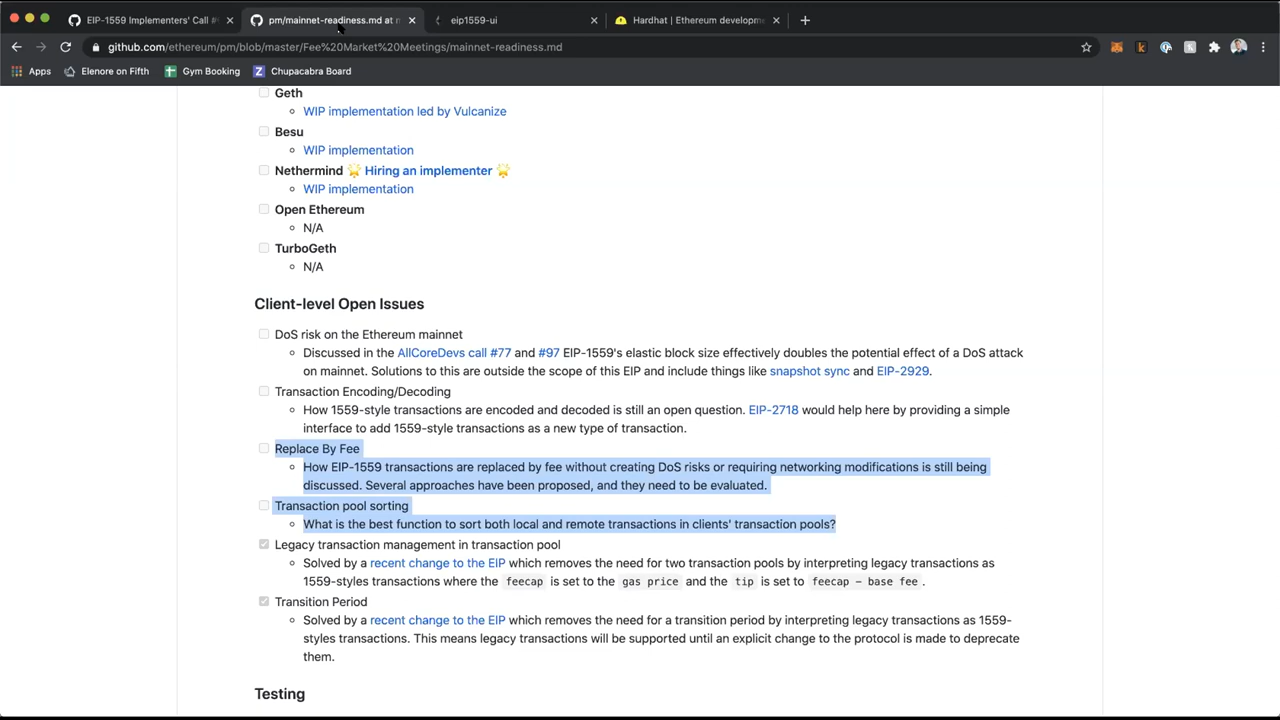 EIP-1559 Implementers' Call #
pm/mainnet-readiness.md at m
eip1559-ui
Hardhat | Ethereum developm
github.com/ethereum/pm/blob/master/Fee%20Market%20Meetings/mainnet-readiness.md
Apps
Elenore on Fifth
Gym Booking
Chupacabra Board
Geth
WIP implementation led by Vulcanize
Besu
WIP implementation
Nethermind 🌟 Hiring an implementer 🌟
WIP implementation
Open Ethereum
N/A
TurboGeth
N/A
Client-level Open Issues
DoS risk on the Ethereum mainnet
Discussed in the AllCoreDevs call #77 and #97 EIP-1559's elastic block size effectively doubles the potential effect of a DoS attack
on mainnet. Solutions to this are outside the scope of this EIP and include things like snapshot sync and EIP-2929.
Transaction Encoding/Decoding
How 1559-style transactions are encoded and decoded is still an open question. EIP-2718 would help here by providing a simple
interface to add 1559-style transactions as a new type of transaction.
Replace By Fee
How EIP-1559 transactions are replaced by fee without creating DoS risks or requiring networking modifications is still being
discussed. Several approaches have been proposed, and they need to be evaluated.
Transaction pool sorting
What is the best function to sort both local and remote transactions in clients' transaction pools?
Legacy transaction management in transaction pool
Solved by a recent change to the EIP which removes the need for two transaction pools by interpreting legacy transactions as
1559-styles transactions where the feecap is set to the gas price and the tip is set to feecap - base fee .
Transition Period
Solved by a recent change to the EIP which removes the need for a transition period by interpreting legacy transactions as 1559-
styles transactions. This means legacy transactions will be supported until an explicit change to the protocol is made to deprecate
them.
Testing